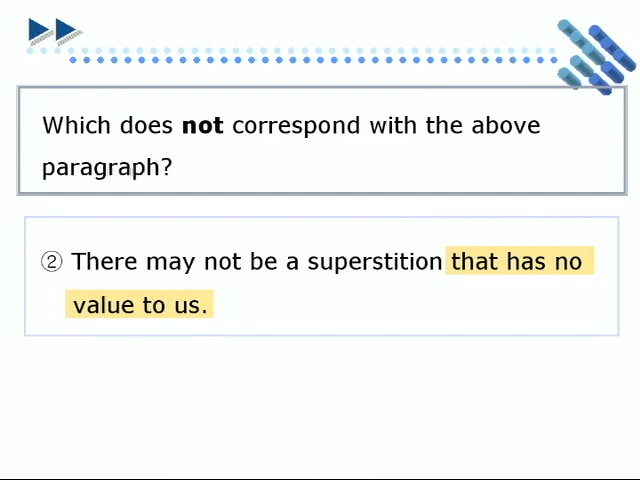 Which does not correspond with the above
paragraph?
② There may not be a superstition that has no
value to us.